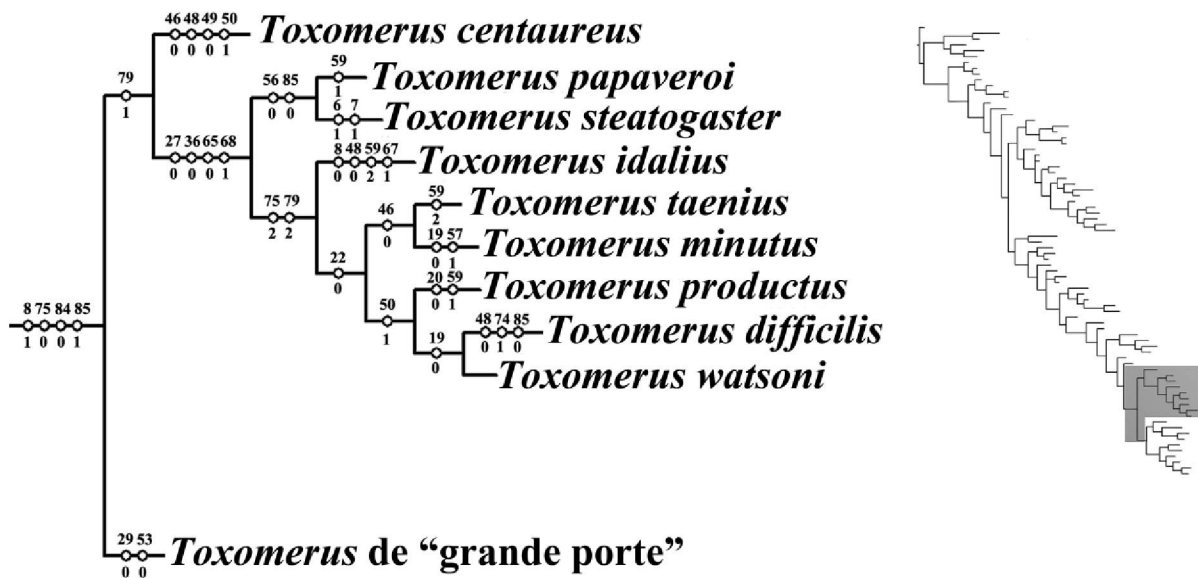 46 48 49 50
0 0 0 1
Toxomerus centaureus
79
1
59
1
Toxomerus papaveroi
56 85
0 0
6 7
1 1
Toxomerus steatogaster
27 36 65 68
0 0 0 1
8 48 59 67
0 0 2 1
Toxomerus idalius
75 79
2 2
59
2
Toxomerus taenius
46
0
19 57
0 1
Toxomerus minutus
22
0
20 59
0 1
Toxomerus productus
50
1
48 74 85
0 1 0
Toxomerus difficilis
19
0
Toxomerus watsoni
8 75 84 85
1 0 0 1
29 53
0 0
Toxomerus de “grande porte”